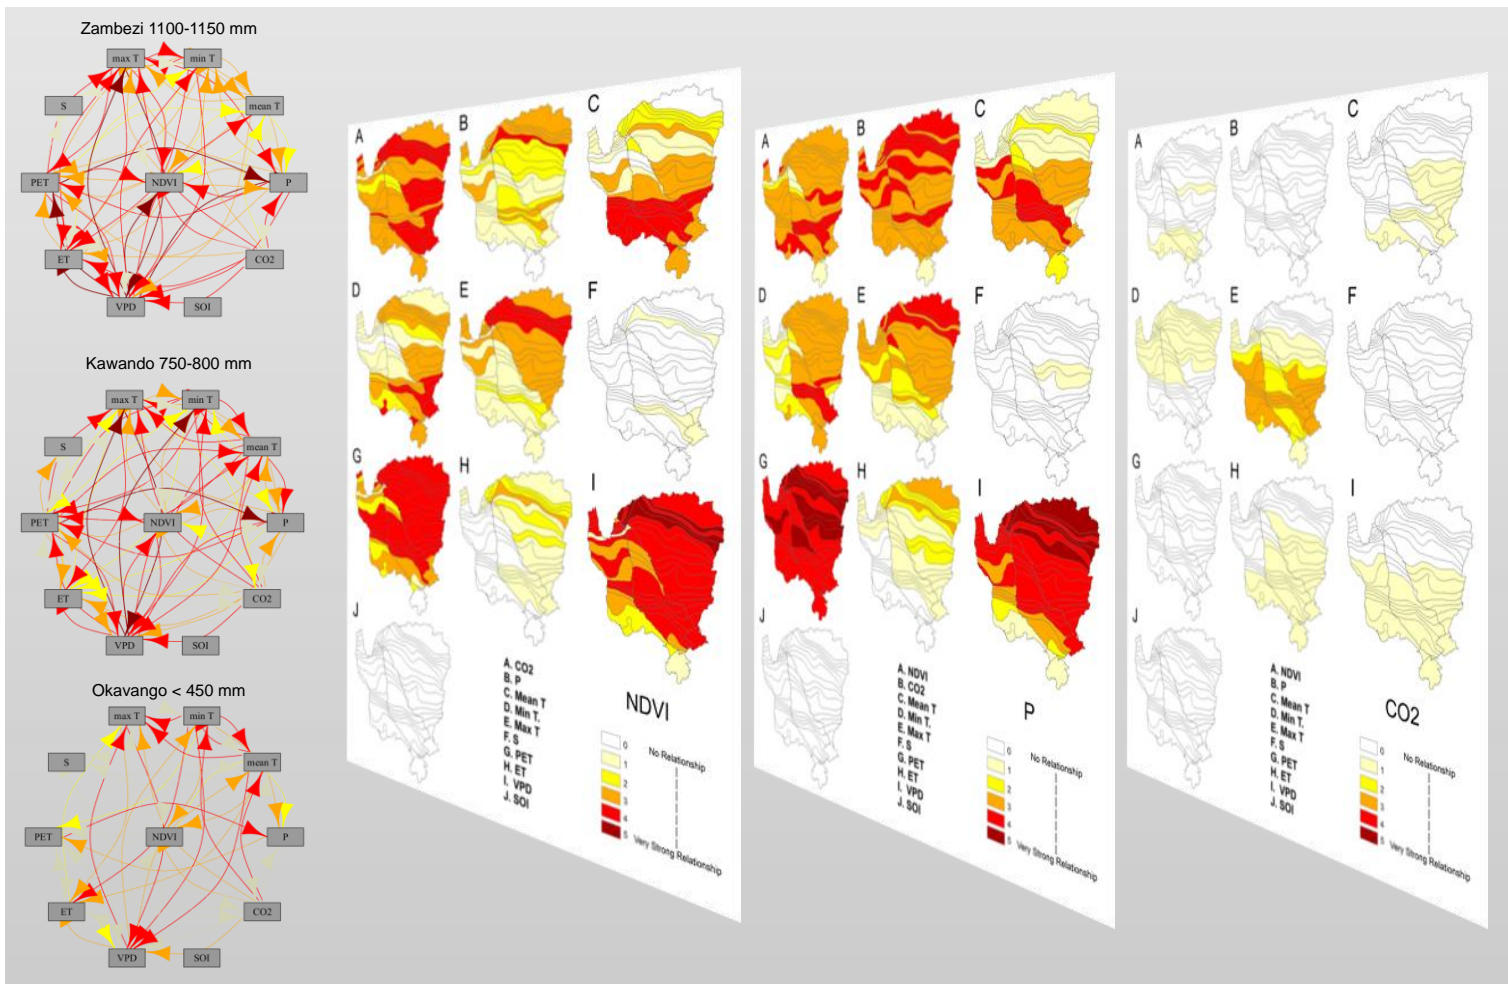 Zambezi 1100-1150 mm
max T
min T
S
mean T
PET
NDVI
P
ET
CO2
VPD
SOI
Kawando 750-800 mm
max T
min T
S
mean T
PET
NDVI
P
ET
CO2
VPD
SOI
Okavango < 450 mm
max T
min T
S
mean T
PET
NDVI
P
ET
CO2
VPD
SOI
A
B
C
D
E
F
G
H
I
J
A. CO2
B. P
C. Mean T
D. Min T.
E. Max T
F. S
G. PET
H. ET
I. VPD
J. SOI
NDVI
0 No Relationship
1
2
3
4
5 Very Strong Relationship
A
B
C
D
E
F
G
H
I
J
A. NDVI
B. CO2
C. Mean T
D. Min T.
E. Max T
F. S
G. PET
H. ET
I. VPD
J. SOI
P
0 No Relationship
1
2
3
4
5 Very Strong Relationship
A
B
C
D
E
F
G
H
I
J
A. NDVI
B. P
C. Mean T
D. Min T.
E. Max T
F. S
G. PET
H. ET
I. VPD
J. SOI
CO2
0 No Relationship
1
2
3
4
5 Very Strong Relationship